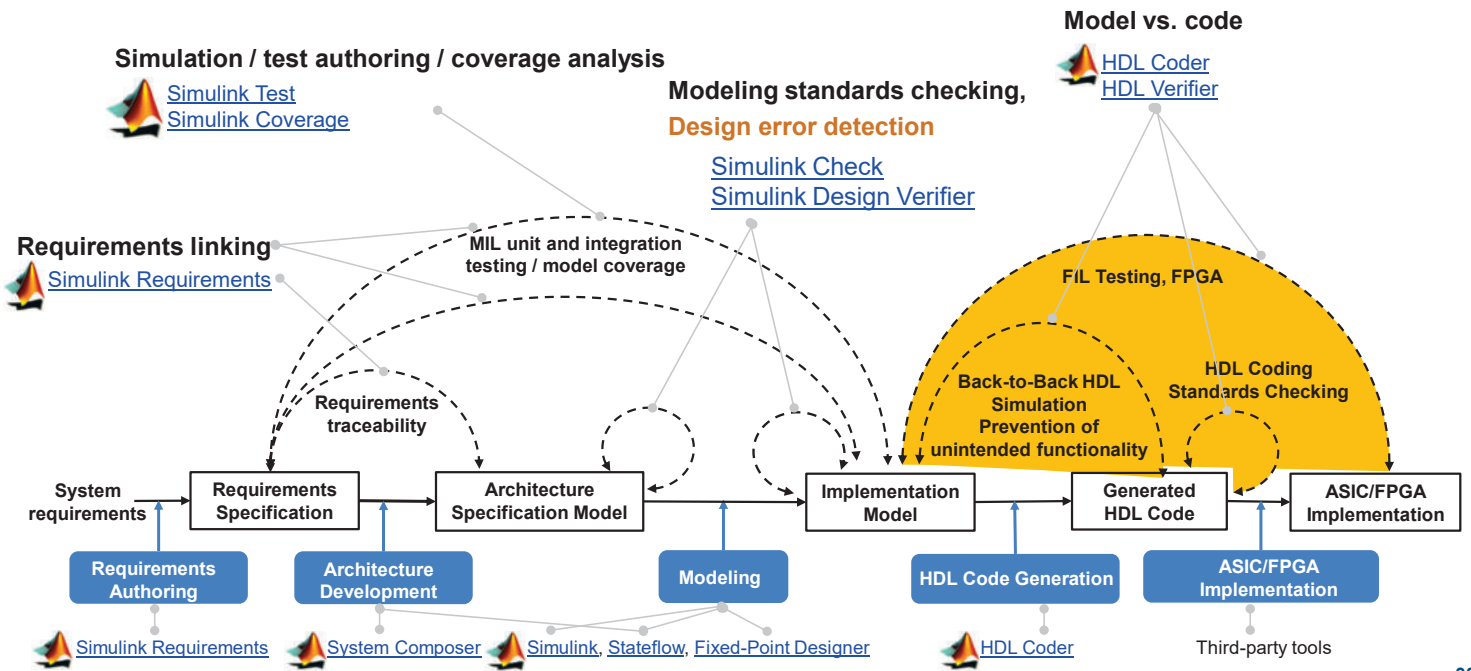 Model vs. code
HDL Coder
HDL Verifier
Simulation / test authoring / coverage analysis
Simulink Test
Simulink Coverage
Modeling standards checking,
Design error detection
Simulink Check
Simulink Design Verifier
Requirements linking
Simulink Requirements
MIL unit and integration
testing / model coverage
FIL Testing, FPGA
Requirements
traceability
Back-to-Back HDL
Simulation
Prevention of
unintended functionality
HDL Coding
Standards Checking
System
requirements
Requirements
Specification
Architecture
Specification Model
Implementation
Model
Generated
HDL Code
ASIC/FPGA
Implementation
Requirements
Authoring
Architecture
Development
Modeling
HDL Code Generation
ASIC/FPGA
Implementation
Simulink Requirements
System Composer
Simulink, Stateflow, Fixed-Point Designer
HDL Coder
Third-party tools